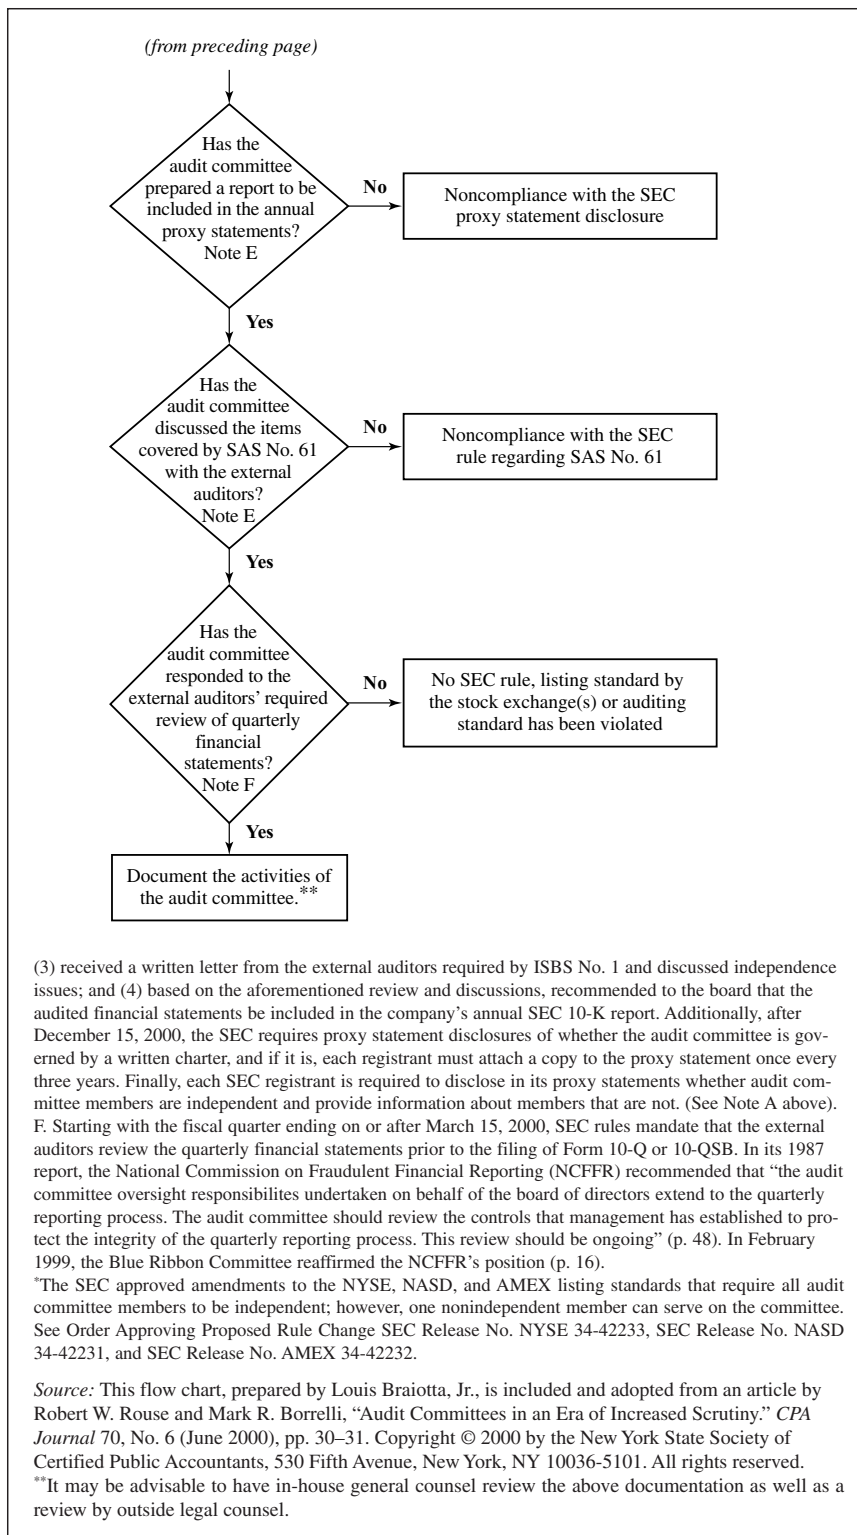 (from preceding page)
Has the
audit committee
prepared a report to be
included in the annual
proxy statements?
Note E
No
Noncompliance with the SEC
proxy statement disclosure
Yes
Has the
audit committee
discussed the items
covered by SAS No. 61
with the external
auditors?
Note E
No
Noncompliance with the SEC
rule regarding SAS No. 61
Yes
Has the
audit committee
responded to the
external auditors’ required
review of quarterly
financial
statements?
Note F
No
No SEC rule, listing standard by
the stock exchange(s) or auditing
standard has been violated
Yes
Document the activities of
the audit committee.**
(3) received a written letter from the external auditors required by ISBS No. 1 and discussed independence
issues; and (4) based on the aforementioned review and discussions, recommended to the board that the
audited financial statements be included in the company’s annual SEC 10-K report. Additionally, after
December 15, 2000, the SEC requires proxy statement disclosures of whether the audit committee is gov-
erned by a written charter, and if it is, each registrant must attach a copy to the proxy statement once every
three years. Finally, each SEC registrant is required to disclose in its proxy statements whether audit com-
mittee members are independent and provide information about members that are not. (See Note A above).
F. Starting with the fiscal quarter ending on or after March 15, 2000, SEC rules mandate that the external
auditors review the quarterly financial statements prior to the filing of Form 10-Q or 10-QSB. In its 1987
report, the National Commission on Fraudulent Financial Reporting (NCFFR) recommended that “the audit
committee oversight responsibilites undertaken on behalf of the board of directors extend to the quarterly
reporting process. The audit committee should review the controls that management has established to pro-
tect the integrity of the quarterly reporting process. This review should be ongoing” (p. 48). In February
1999, the Blue Ribbon Committee reaffirmed the NCFFR’s position (p. 16).
*The SEC approved amendments to the NYSE, NASD, and AMEX listing standards that require all audit
committee members to be independent; however, one nonindependent member can serve on the committee.
See Order Approving Proposed Rule Change SEC Release No. NYSE 34-42233, SEC Release No. NASD
34-42231, and SEC Release No. AMEX 34-42232.
Source: This flow chart, prepared by Louis Braiotta, Jr., is included and adopted from an article by
Robert W. Rouse and Mark R. Borrelli, “Audit Committees in an Era of Increased Scrutiny.” CPA
Journal 70, No. 6 (June 2000), pp. 30–31. Copyright © 2000 by the New York State Society of
Certified Public Accountants, 530 Fifth Avenue, New York, NY 10036-5101. All rights reserved.
**It may be advisable to have in-house general counsel review the above documentation as well as a
review by outside legal counsel.